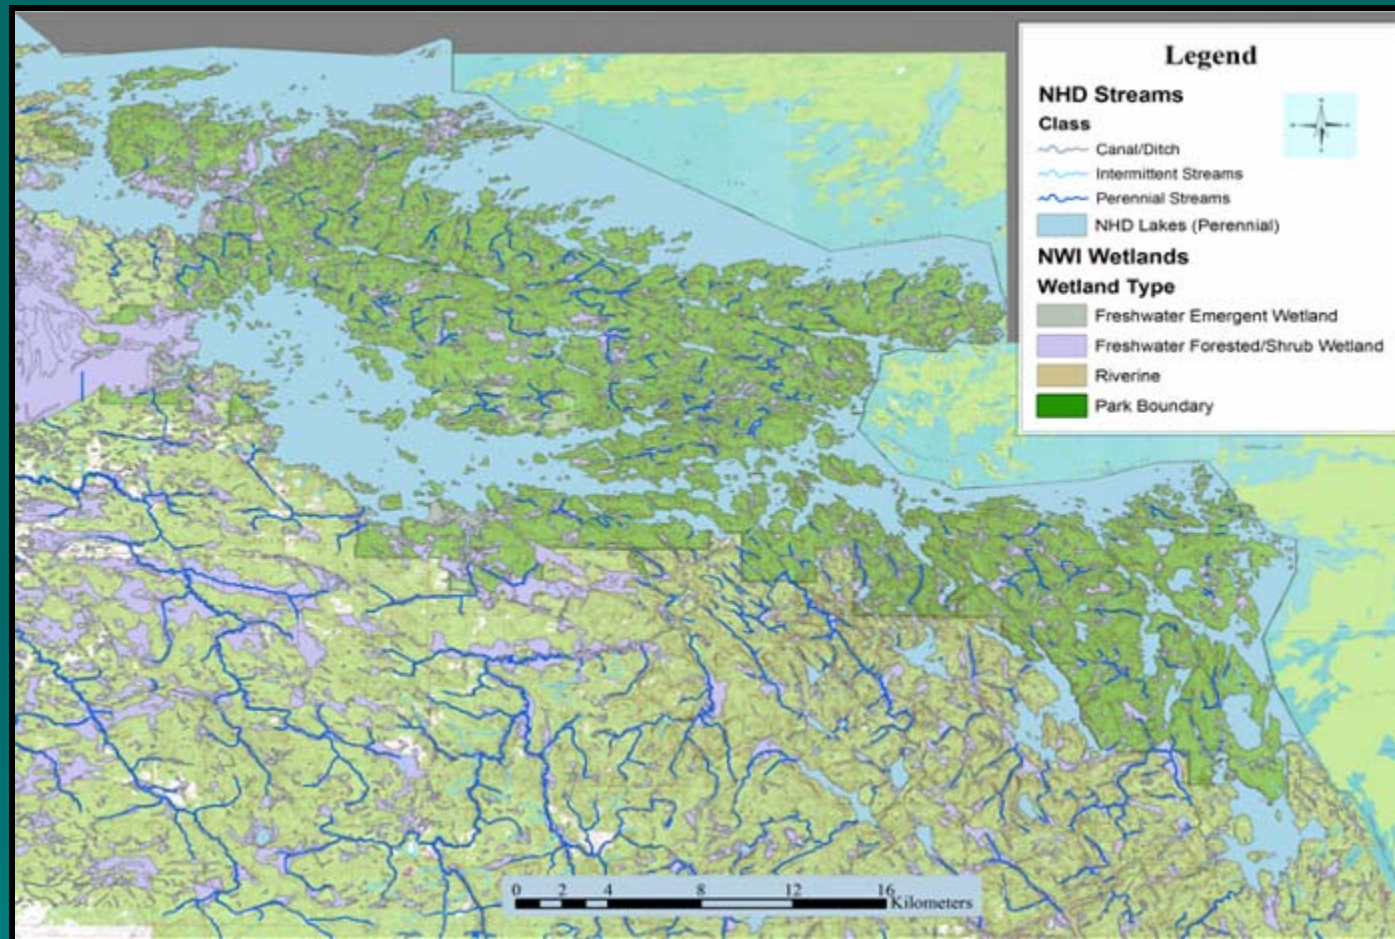 Legend
NHD Streams
Class
Canal/Ditch
Intermittent Streams
Perennial Streams
NHD Lakes (Perennial)
NWI Wetlands
Wetland Type
Freshwater Emergent Wetland
Freshwater Forested/Shrub Wetland
Riverine
Park Boundary
0 2 4 8 12 16
Kilometers